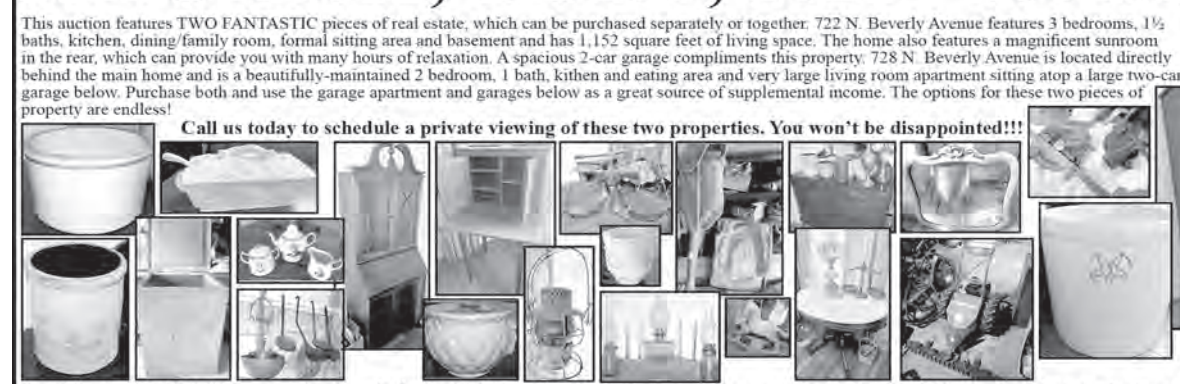 This auction features TWO FANTASTIC pieces of real estate, which can be purchased separately or together. 722 N. Beverly Avenue features 3 bedrooms, 1½
baths, kitchen, dining/family room, formal sitting area and basement and has 1,152 square feet of living space. The home also features a magnificent sunroom
in the rear, which can provide you with many hours of relaxation. A spacious 2-car garage compliments this property. 728 N. Beverly Avenue is located directly
behind the main home and is a beautifully-maintained 2 bedroom, 1 bath, kithen and eating area and very large living room apartment sitting atop a large two-car
garage below. Purchase both and use the garage apartment and garages below as a great source of supplemental income. The options for these two pieces of
property are endless!
Call us today to schedule a private viewing of these two properties. You won't be disappointed!!!